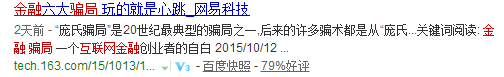 金融六大骗局 玩的就是心跳_网易科技
2天前 - “庞氏骗局”是20世纪最典型的骗局之一,后来的许多骗术都是从“庞氏...关键词阅读: 金
融 骗局 一个互联网金融创业者的自白 2015/10/12 ...
tech.163.com/15/1013/1... V3 - 百度快照 - 79%好评